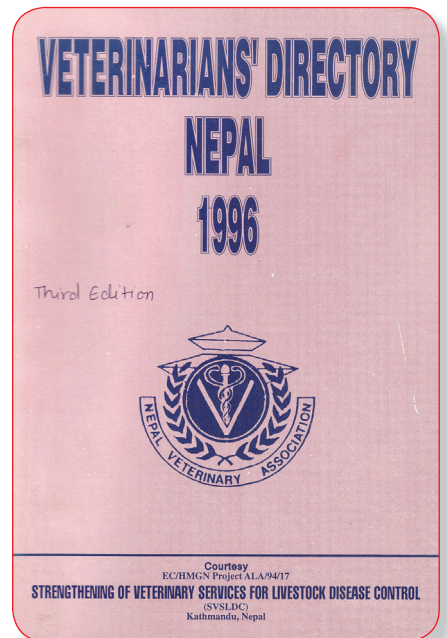 VETERINARIANS' DIRECTORY
NEPAL
1996
Third Edition
V
NEPAL VETERINARY ASSOCIATION
Courtesy
EC/HMGN Project ALA/94/17
STRENGTHENING OF VETERINARY SERVICES FOR LIVESTOCK DISEASE CONTROL
(SVSLDC)
Kathmandu, Nepal